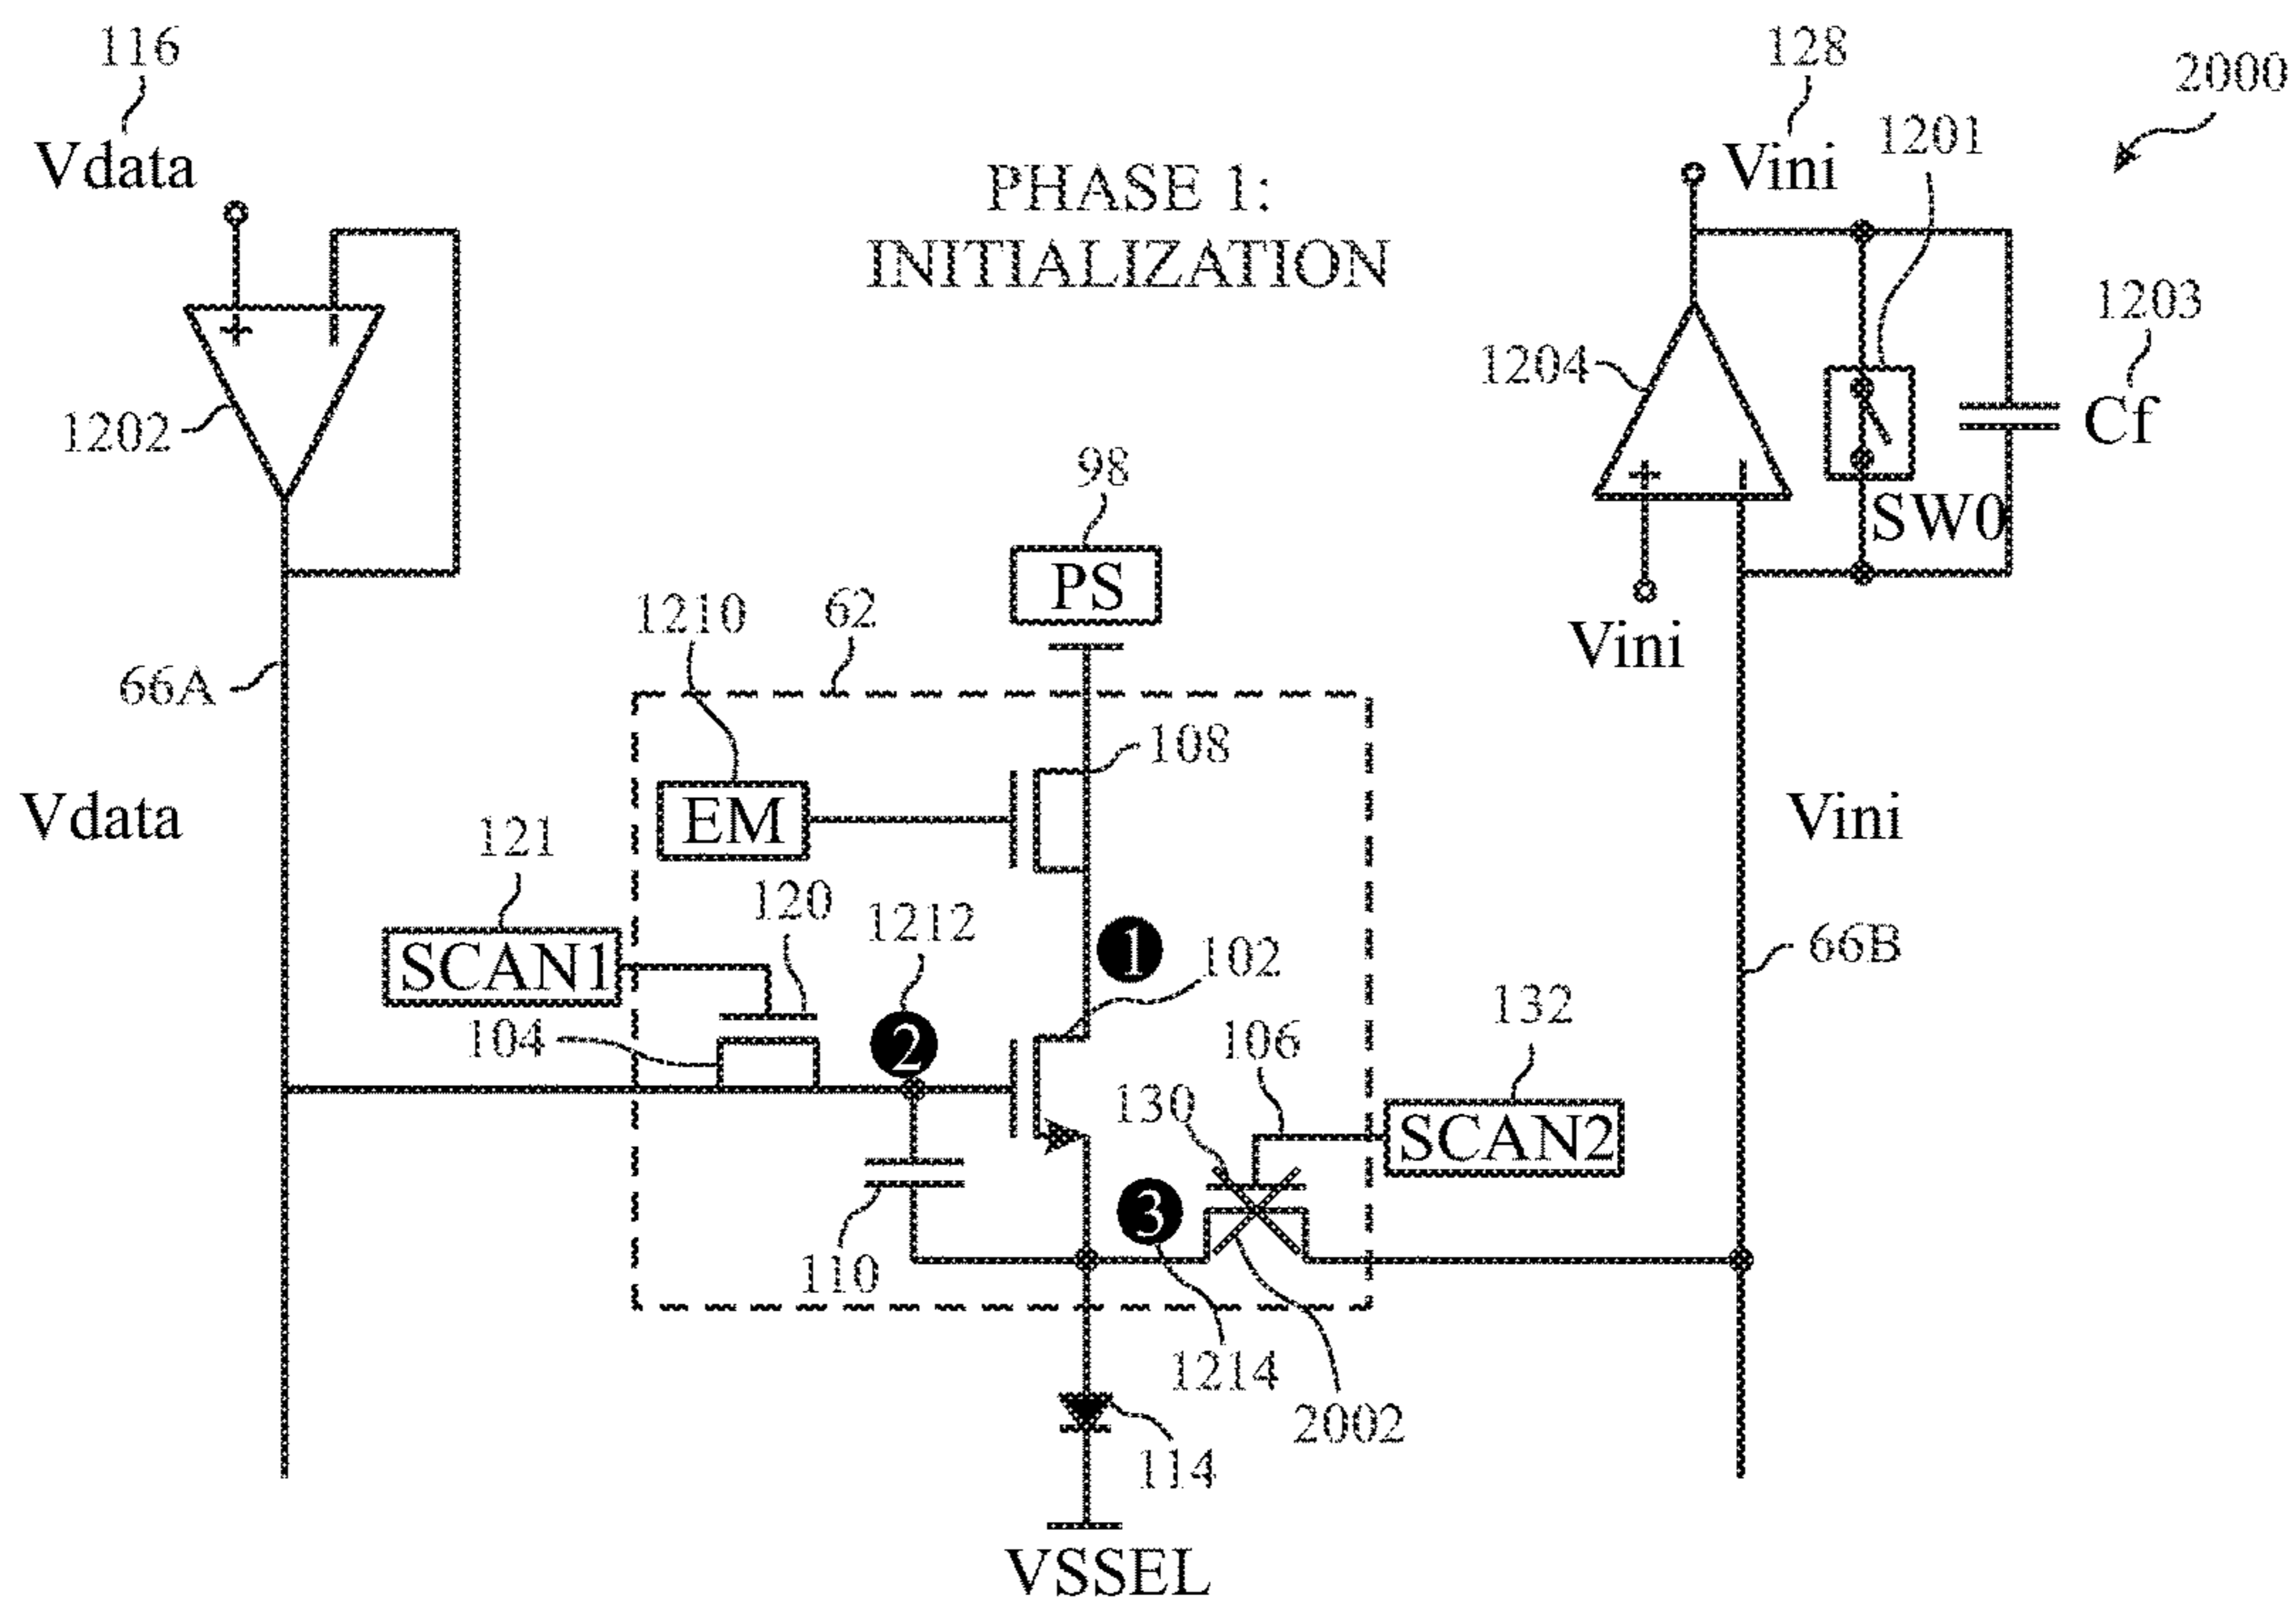 116
Vdata
1202
66A
Vdata
PHASE 1:
INITIALIZATION
128
Vini
1201
2000
1204
1203
Cf
SW0
Vini
98
PS
62
1210
EM
108
121
SCAN1
120
104
1212
2
1
102
Vini
66B
132
SCAN2
106
130
3
110
1214
2002
114
VSSEL
+
+